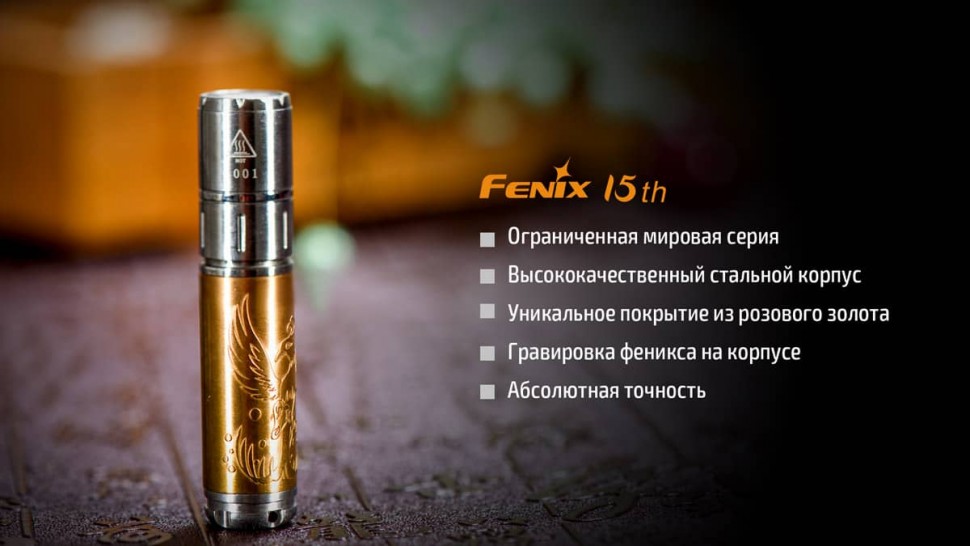 HOT
001
Fenix 15th
Ограниченная мировая серия
Высококачественный стальной корпус
Уникальное покрытие из розового золота
Гравировка феникса на корпусе
Абсолютная точность